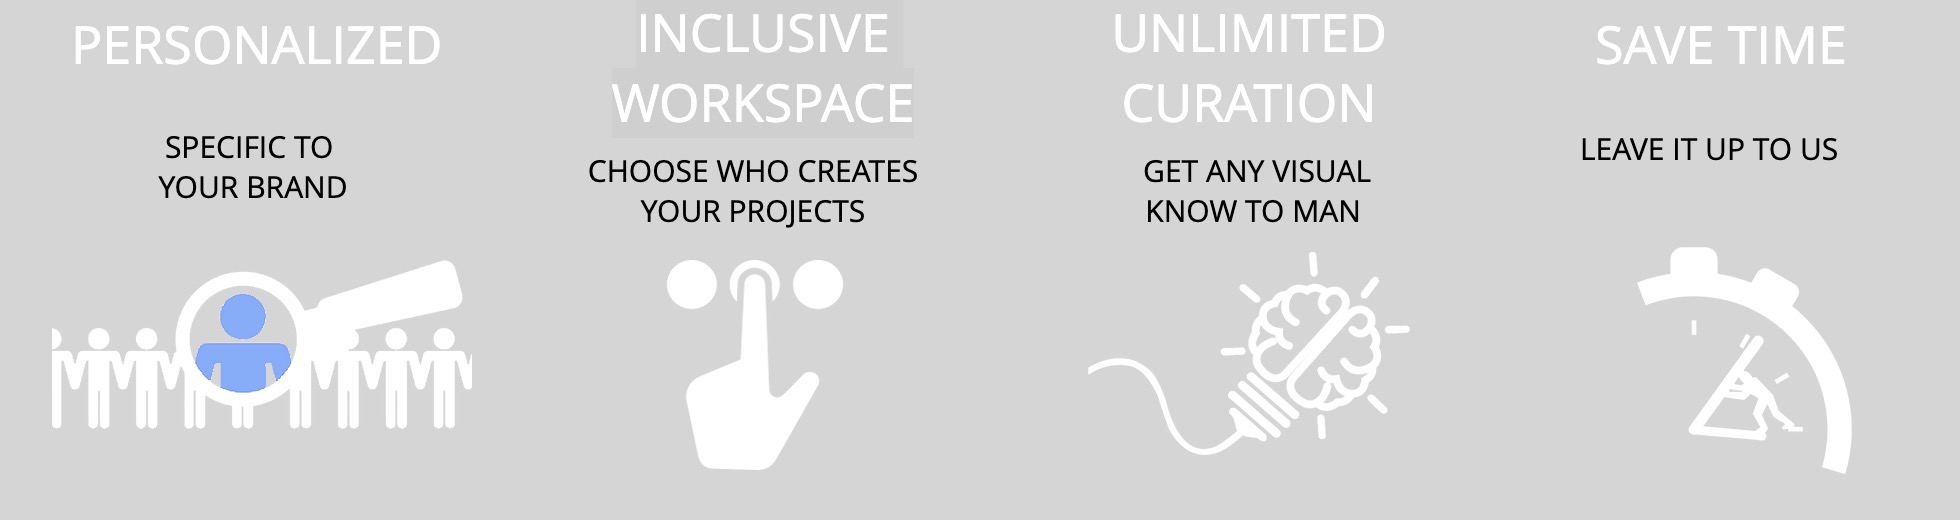 PERSONALIZED
SPECIFIC TO
YOUR BRAND
INCLUSIVE
WORKSPACE
CHOOSE WHO CREATES
YOUR PROJECTS
UNLIMITED
CURATION
GET ANY VISUAL
KNOW TO MAN
SAVE TIME
LEAVE IT UP TO US